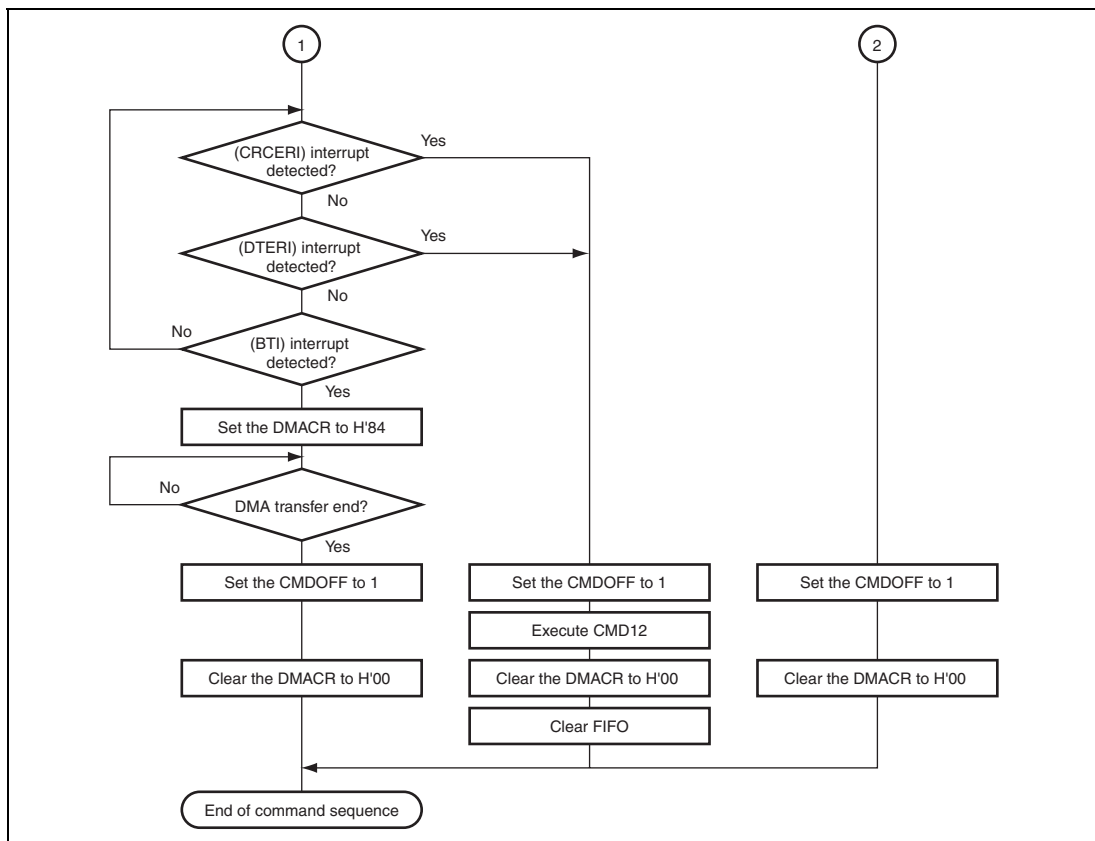 1
2
(CRCERI) interrupt
detected?
Yes
No
(DTERI) interrupt
detected?
Yes
No
(BTI) interrupt
detected?
No
Yes
Set the DMACR to H'84
DMA transfer end?
No
Yes
Set the CMDOFF to 1
Set the CMDOFF to 1
Set the CMDOFF to 1
Execute CMD12
Clear the DMACR to H'00
Clear the DMACR to H'00
Clear the DMACR to H'00
Clear FIFO
End of command sequence